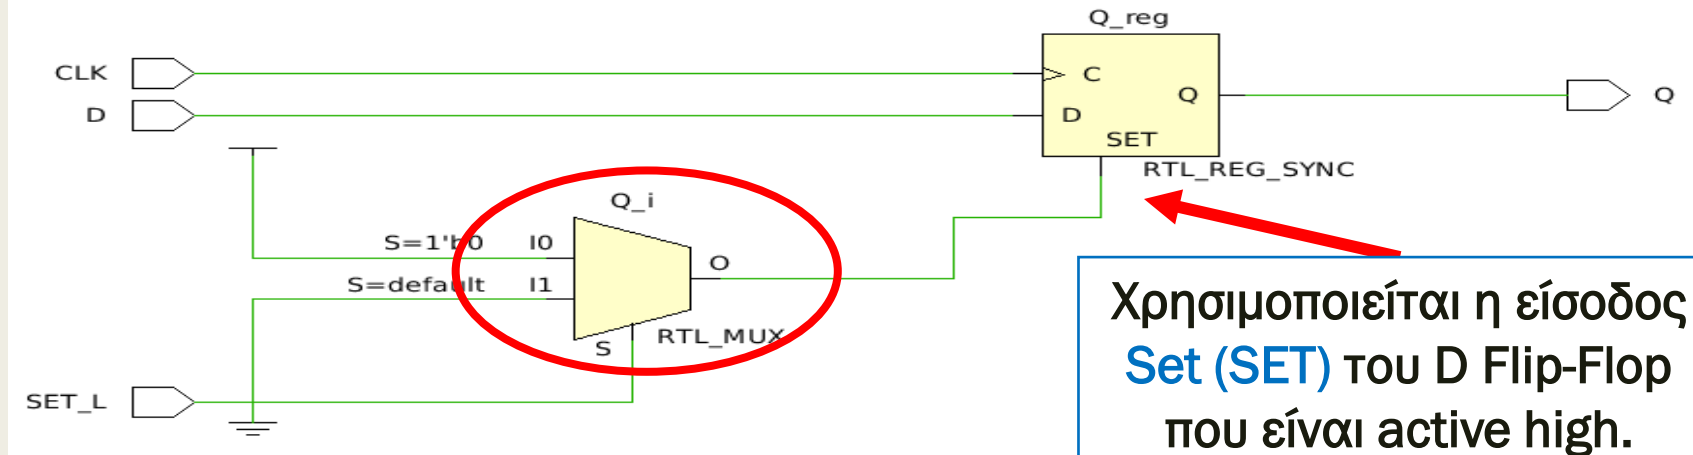 Q_reg
CLK
C
D
D
Q
Q
SET
RTL_REG_SYNC
Q_i
S=1'b0
I0
S=default
I1
O
S
RTL_MUX
SET_L
Χρησιμοποιείται η είσοδος
Set (SET) του D Flip-Flop
που είναι active high.